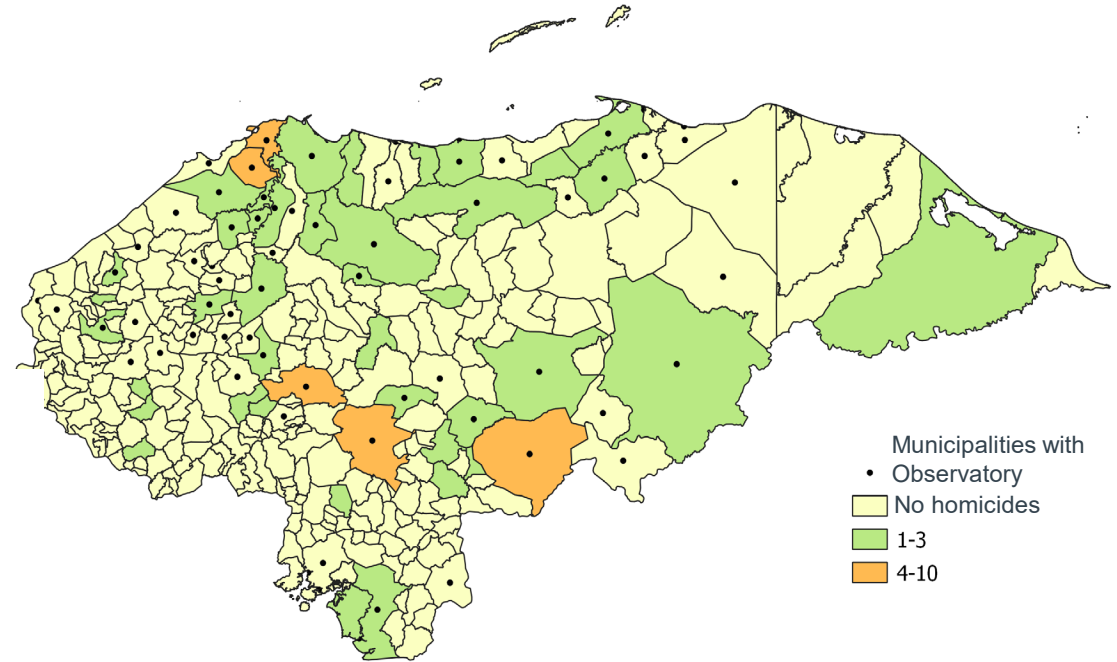 Municipalities with
Observatory
No homicides
1-3
4-10